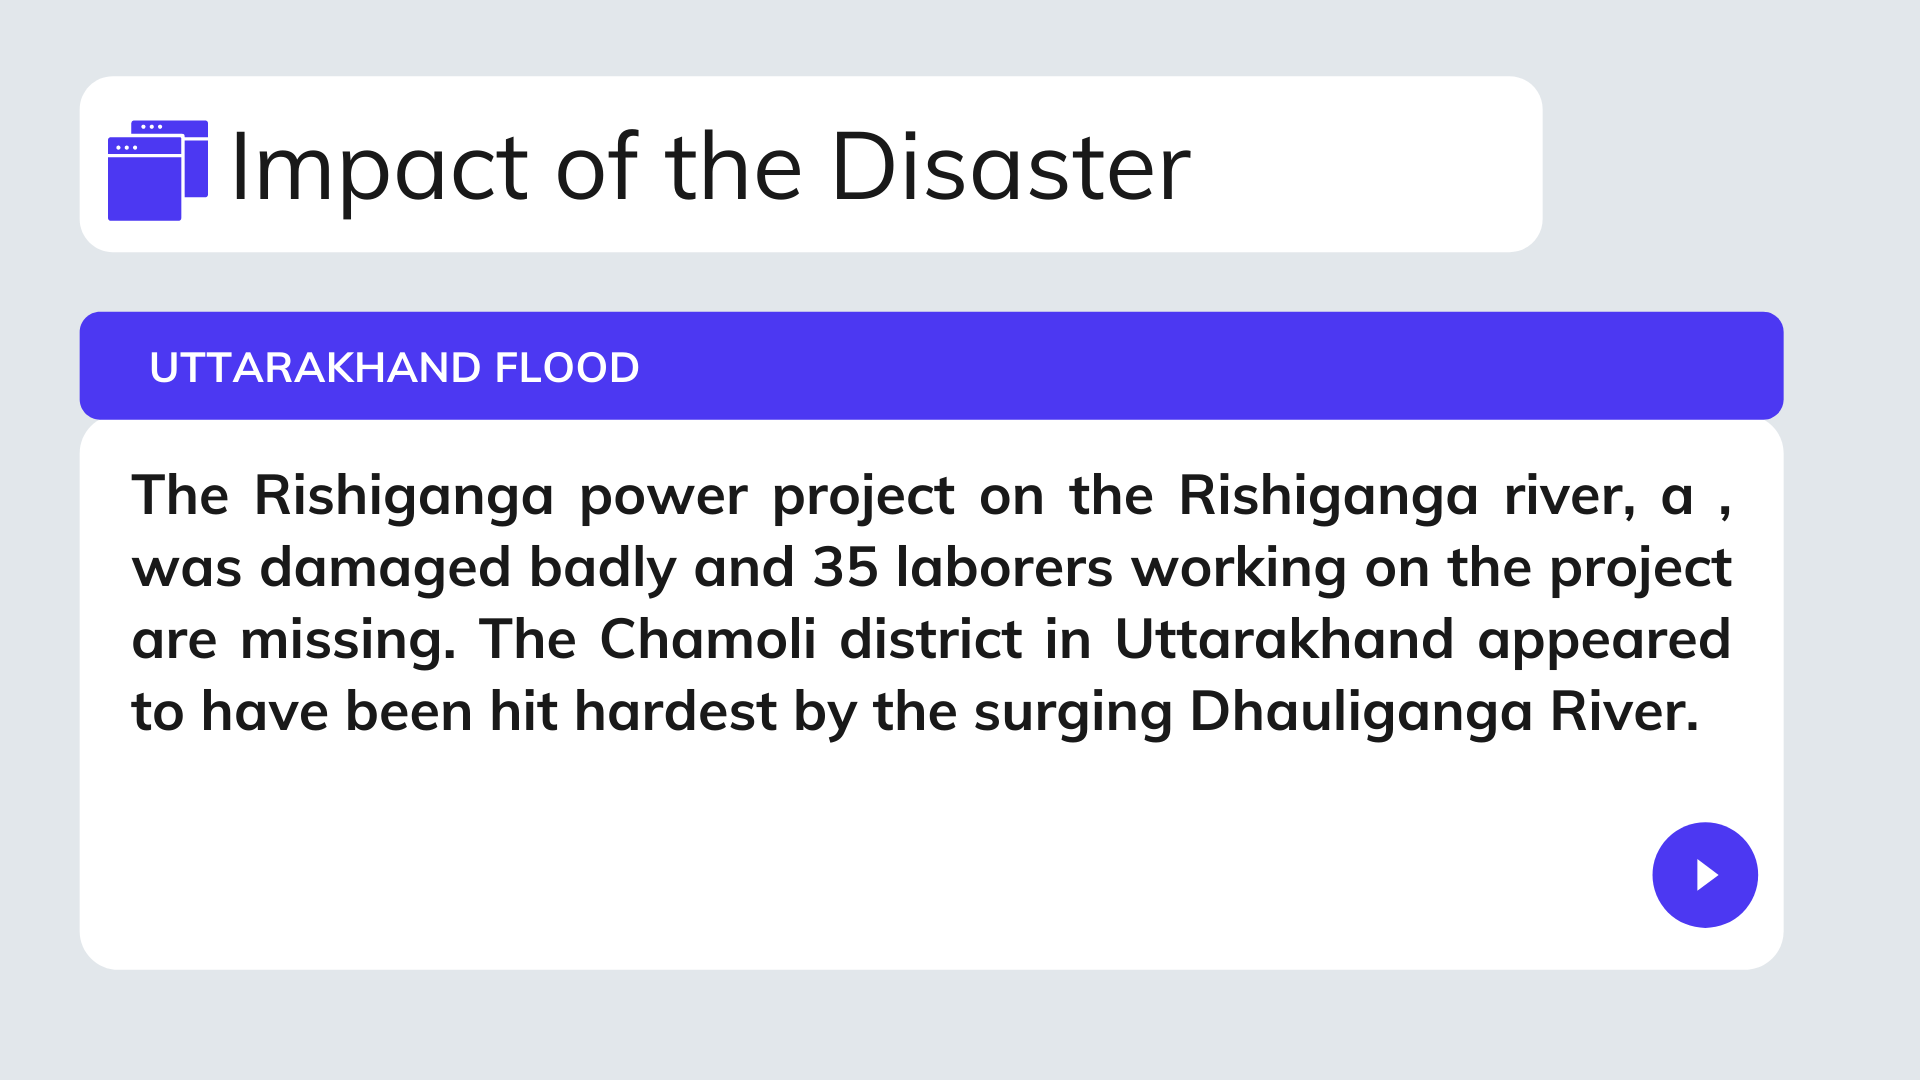 Impact of the Disaster
UTTARAKHAND FLOOD
The Rishiganga power project on the Rishiganga river, a ,
was damaged badly and 35 laborers working on the project
are missing. The Chamoli district in Uttarakhand appeared
to have been hit hardest by the surging Dhauliganga River.